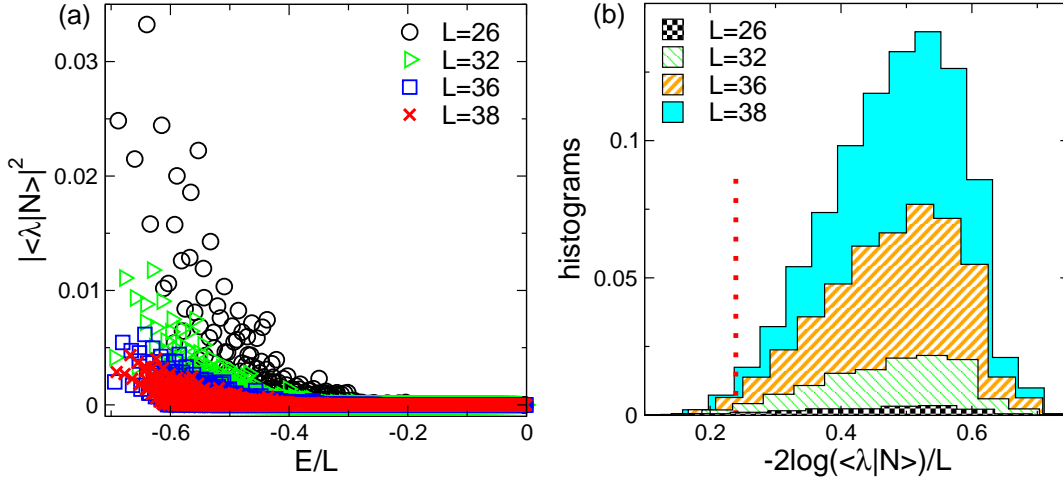 (a)
L=26
L=32
L=36
L=38
|<λ|N>|²
0.03
0.02
0.01
0
-0.6
-0.4
-0.2
0
E/L
(b)
L=26
L=32
L=36
L=38
histograms
0.1
0.05
0
0.2
0.4
0.6
-2log(<λ|N>)/L